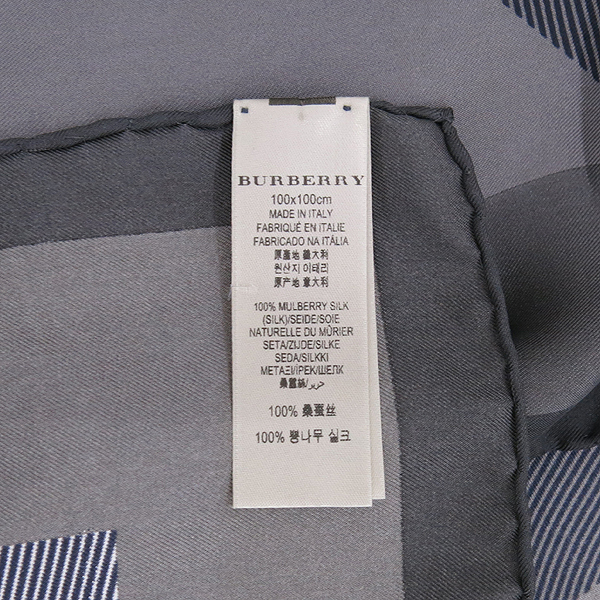 BURBERRY
100x100cm
MADE IN ITALY
FABRIQUÉ EN ITALIE
FABRICADO NA ITÁLIA
原產地 義大利
원산지 이태리
原产地 意大利
100% MULBERRY SILK
(SILK)/SEIDE/SOIE
NATURELLE DU MÛRIER
SETA/ZIJDE/SILKE
SEDA/SILKKI
ΜΕΤΑΞΙ/İPEK/ШЕЛК
桑蠶絲/حرير
100% 桑蚕丝
100% 뽕나무 실크